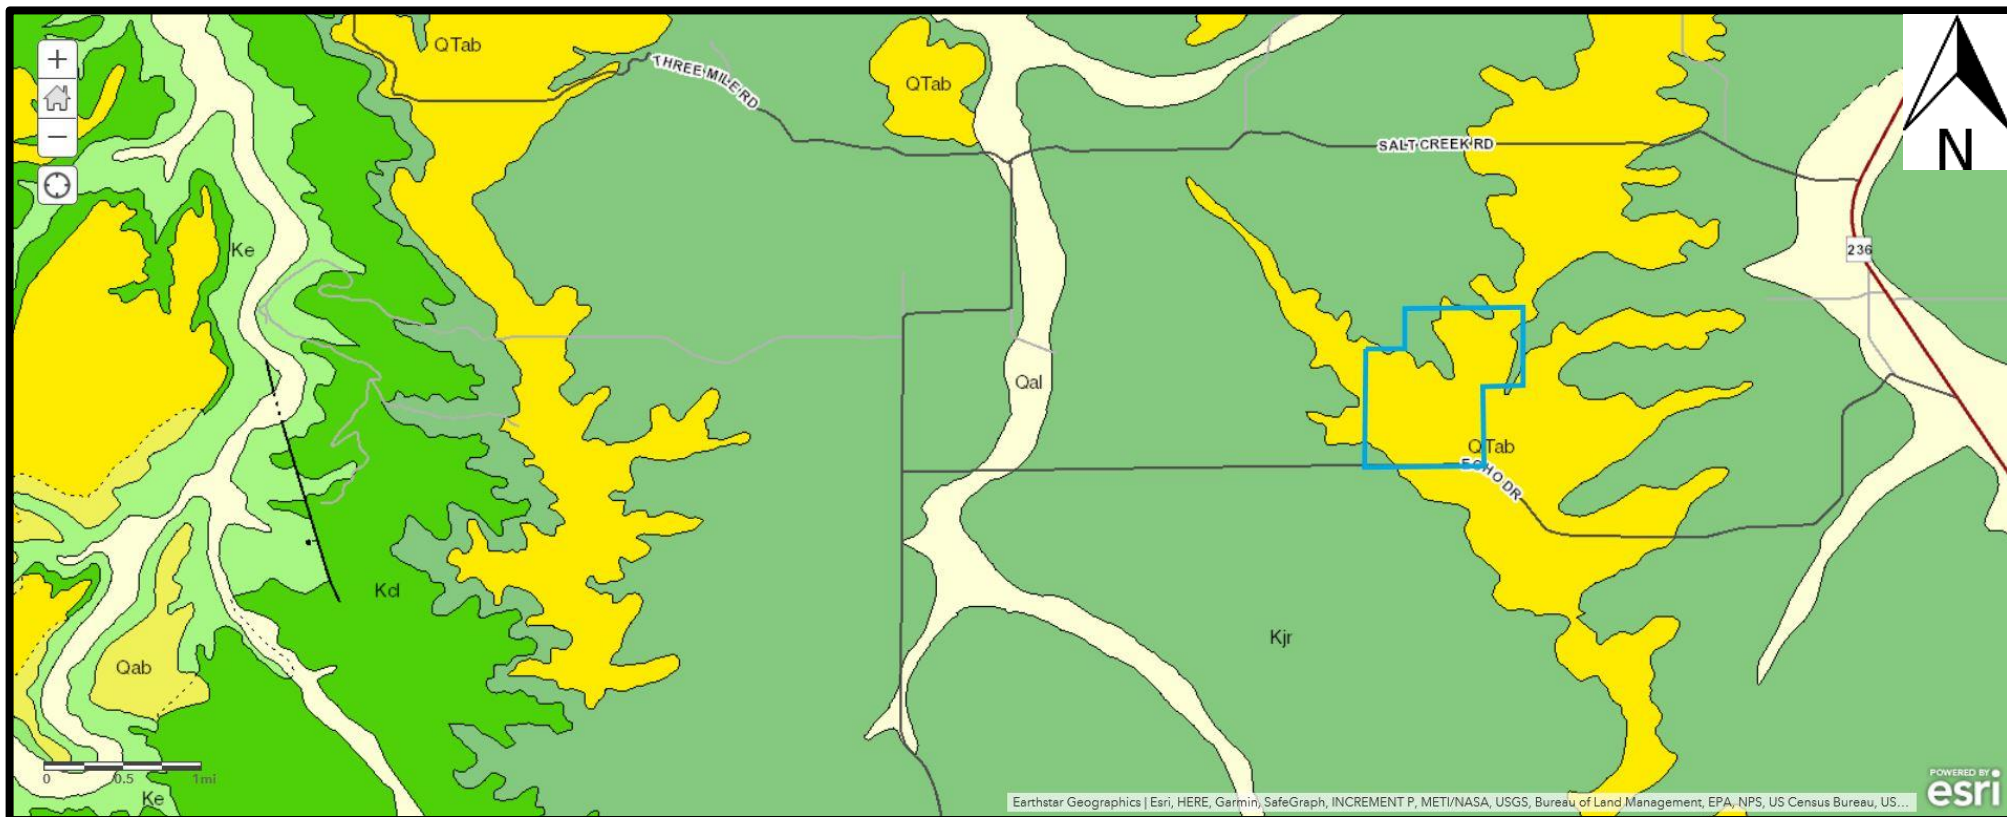 QTab
THREE MILE RD
QTab
SALT CREEK RD
N
Ke
236
Qal
QTab
ECHO DR
Kd
Kjr
Qab
0 0.5 1mi
Ke
Earthstar Geographics | Esri, HERE, Garmin, SafeGraph, INCREMENT P, METI/NASA, USGS, Bureau of Land Management, EPA, NPS, US Census Bureau, US...
POWERED BY
esri